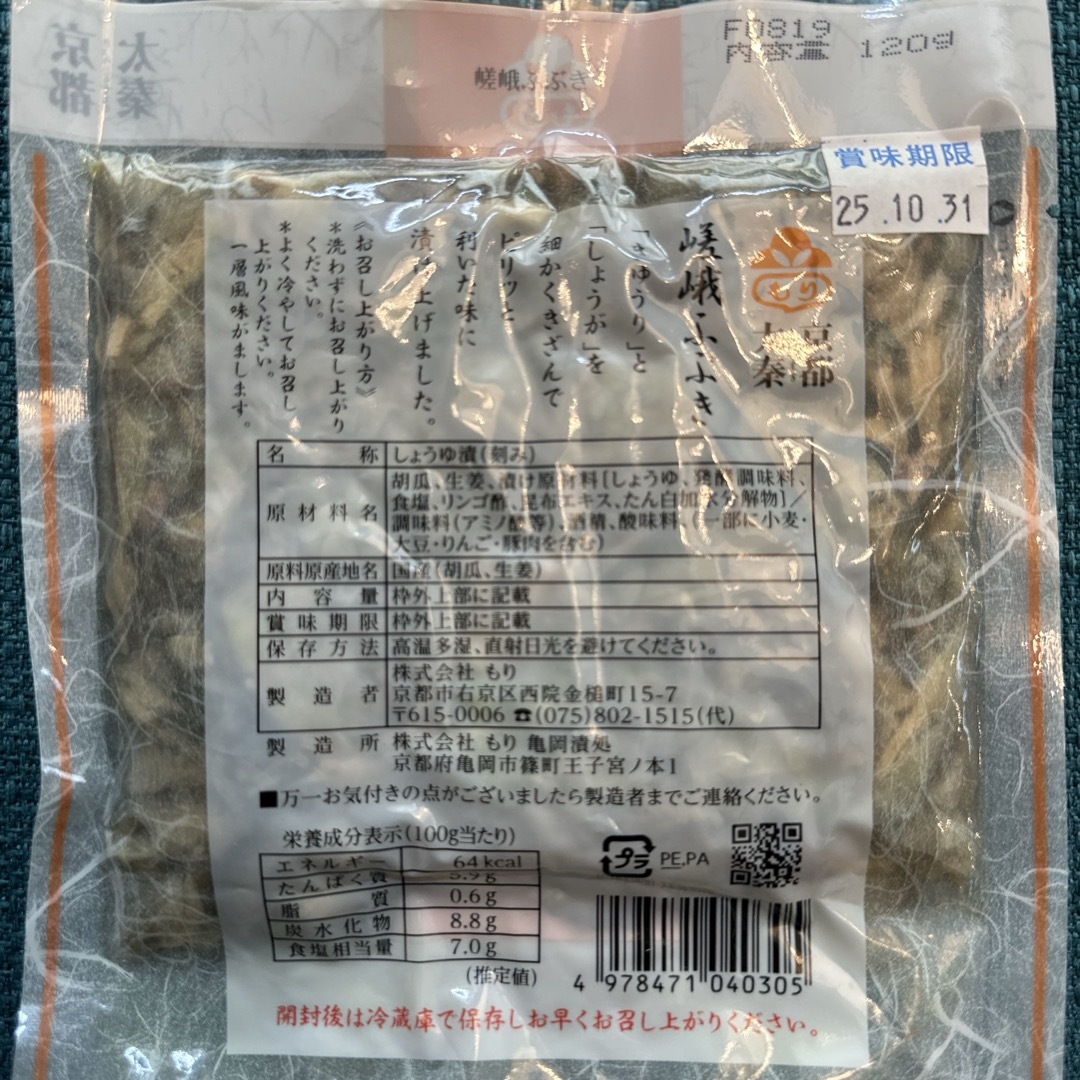 太秦
京都
嵯峨ふぶき
F0819
内容量 120g
賞味期限
25.10.31
もり
京都
太秦
嵯峨ふぶき
「きゅうり」と
「しょうが」を
細かくきざんで
ピリッと
利いた味に
漬け上げました。
《お召し上がり方》
*洗わずにお召し上がり
ください。
*よく冷やしてお召し
上がりください。
一層風味がまします。
名称 しょうゆ漬(刻み)
原材料名 胡瓜、生姜、漬け原材料[しょうゆ、発酵調味料、
食塩、リンゴ酢、昆布エキス、たん白加水分解物]/
調味料(アミノ酸等)、酒精、酸味料、(一部に小麦・
大豆・りんご・豚肉を含む)
原料原産地名 国産(胡瓜、生姜)
内容量 枠外上部に記載
賞味期限 枠外上部に記載
保存方法 高温多湿、直射日光を避けてください。
製造者 株式会社 もり
京都市右京区西院金槌町15-7
〒615-0006 ☎(075)802-1515(代)
製造所 株式会社 もり 亀岡漬処
京都府亀岡市篠町王子宮ノ本1
■万一お気付きの点がございましたら製造者までご連絡ください。
栄養成分表示(100g当たり)
エネルギー 64kcal
たんぱく質 5.9g
脂質 0.6g
炭水化物 8.8g
食塩相当量 7.0g
(推定値)
プラ PE,PA
4 978471 040305
開封後は冷蔵庫で保存しお早くお召し上がりください。